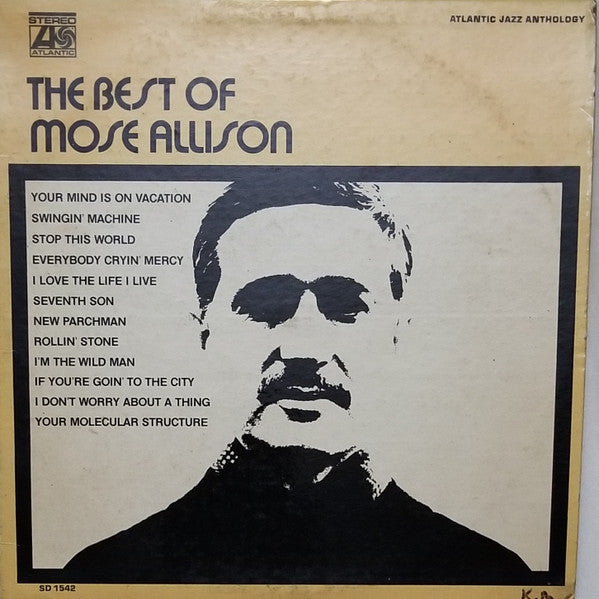 STEREO
ATLANTIC
ATLANTIC JAZZ ANTHOLOGY
THE BEST OF
MOSE ALLISON
YOUR MIND IS ON VACATION
SWINGIN' MACHINE
STOP THIS WORLD
EVERYBODY CRYIN' MERCY
I LOVE THE LIFE I LIVE
SEVENTH SON
NEW PARCHMAN
ROLLIN' STONE
I'M THE WILD MAN
IF YOU'RE GOIN' TO THE CITY
I DON'T WORRY ABOUT A THING
YOUR MOLECULAR STRUCTURE
SD 1542